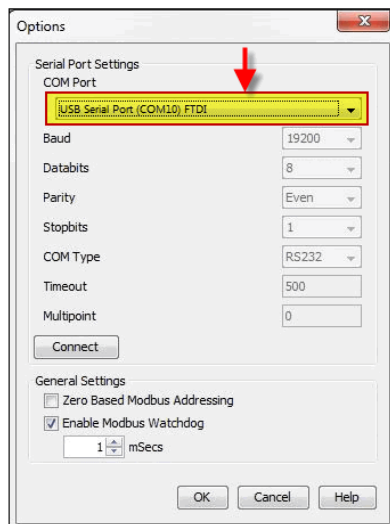 Options
Serial Port Settings
COM Port
USB Serial Port (COM10) FTDI
Baud 19200
Databits 8
Parity Even
Stopbits 1
COM Type RS232
Timeout 500
Multipoint 0
Connect
General Settings
Zero Based Modbus Addressing
Enable Modbus Watchdog
1 mSecs
OK Cancel Help